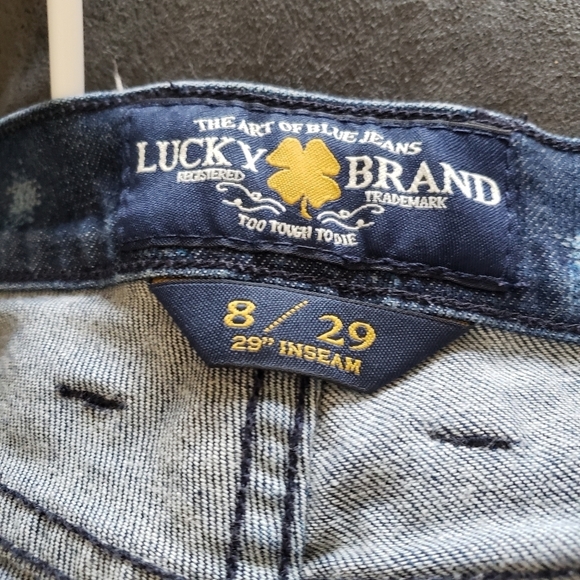 THE ART OF BLUE JEANS
LUCKY BRAND
REGISTERED TRADEMARK
TOO TOUGH TO DIE
8 / 29
29" INSEAM